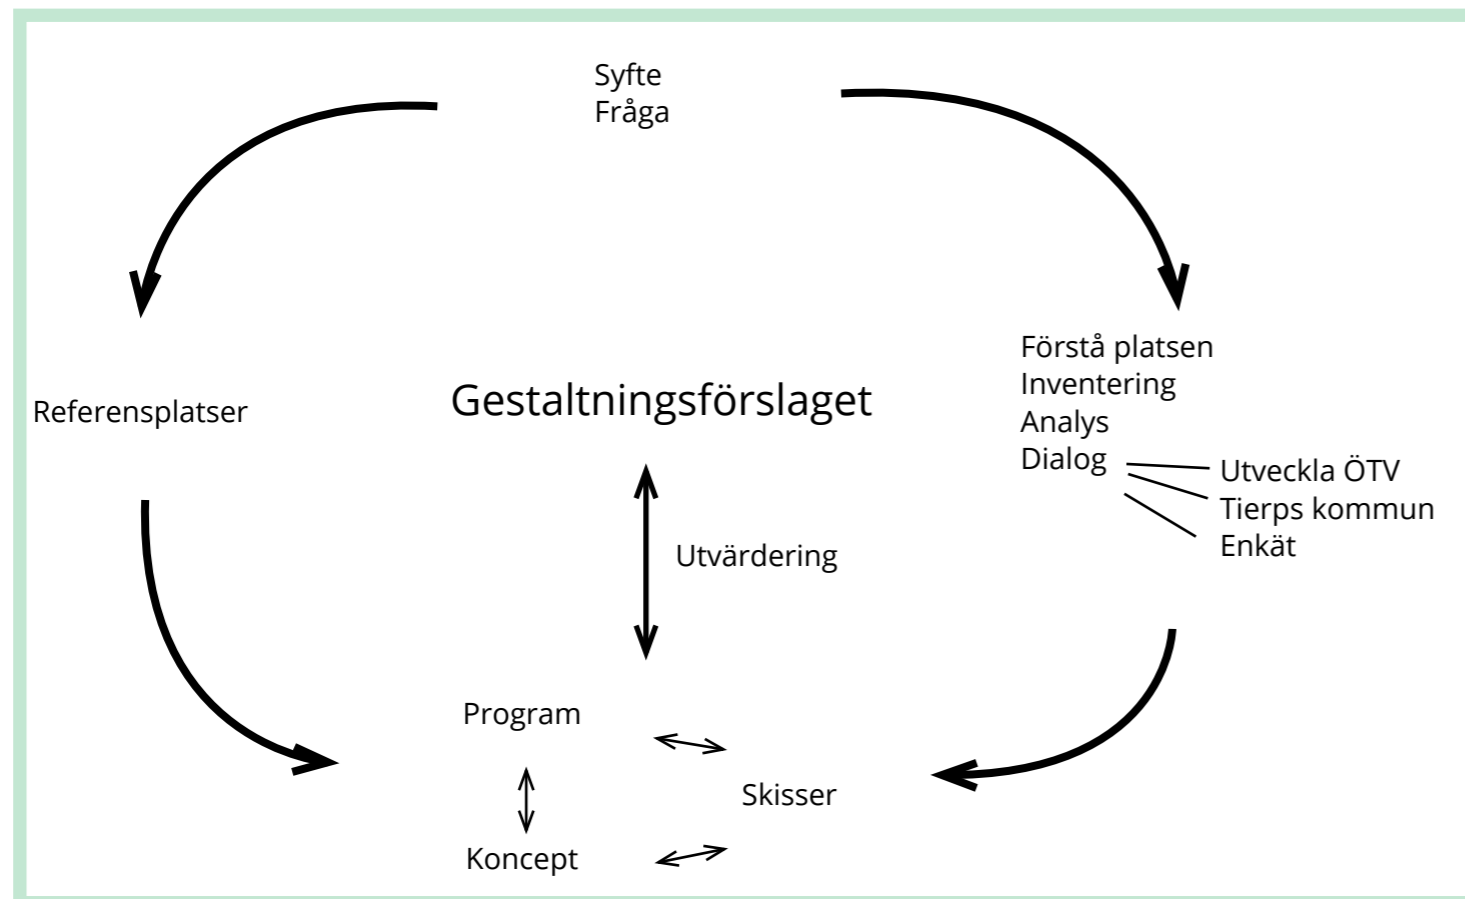 Syfte
Fråga
Referensplatser
Gestaltningsförslaget
Förstå platsen
Inventering
Analys
Dialog
Utveckla ÖTV
Tierps kommun
Enkät
Utvärdering
Program
Skisser
Koncept